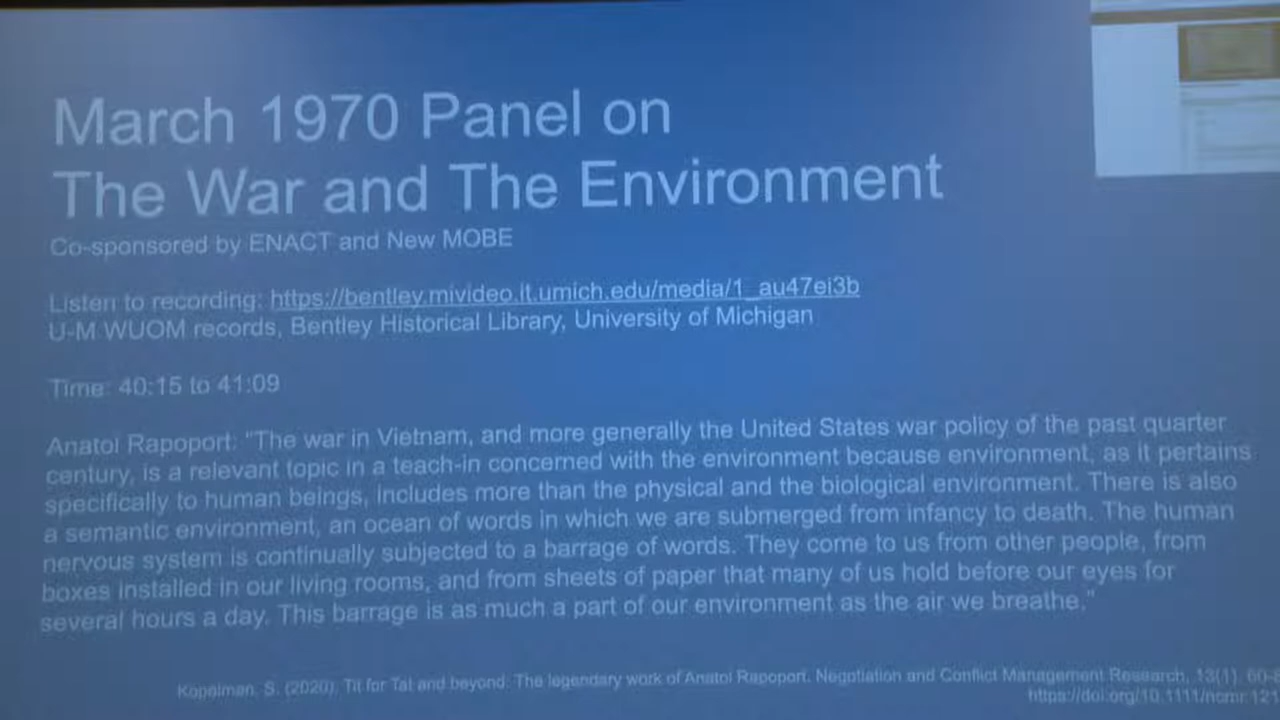 March 1970 Panel on
The War and The Environment
Co-sponsored by ENACT and New MOBE
Listen to recording: https://bentley.mivideo.it.umich.edu/media/1_au47ei3b
U-M WUOM records, Bentley Historical Library, University of Michigan
Time: 40:15 to 41:09
Anatol Rapoport: "The war in Vietnam, and more generally the United States war policy of the past quarter
century, is a relevant topic in a teach-in concerned with the environment because environment, as it pertains
specifically to human beings, includes more than the physical and the biological environment. There is also
a semantic environment, an ocean of words in which we are submerged from infancy to death. The human
nervous system is continually subjected to a barrage of words. They come to us from other people, from
boxes installed in our living rooms, and from sheets of paper that many of us hold before our eyes for
several hours a day. This barrage is as much a part of our environment as the air we breathe."
Kopelman, S. (2020). Tit for Tat and beyond: The legendary work of Anatol Rapoport. Negotiation and Conflict Management Research, 13(1), 60-
https://doi.org/10.1111/ncmr.121